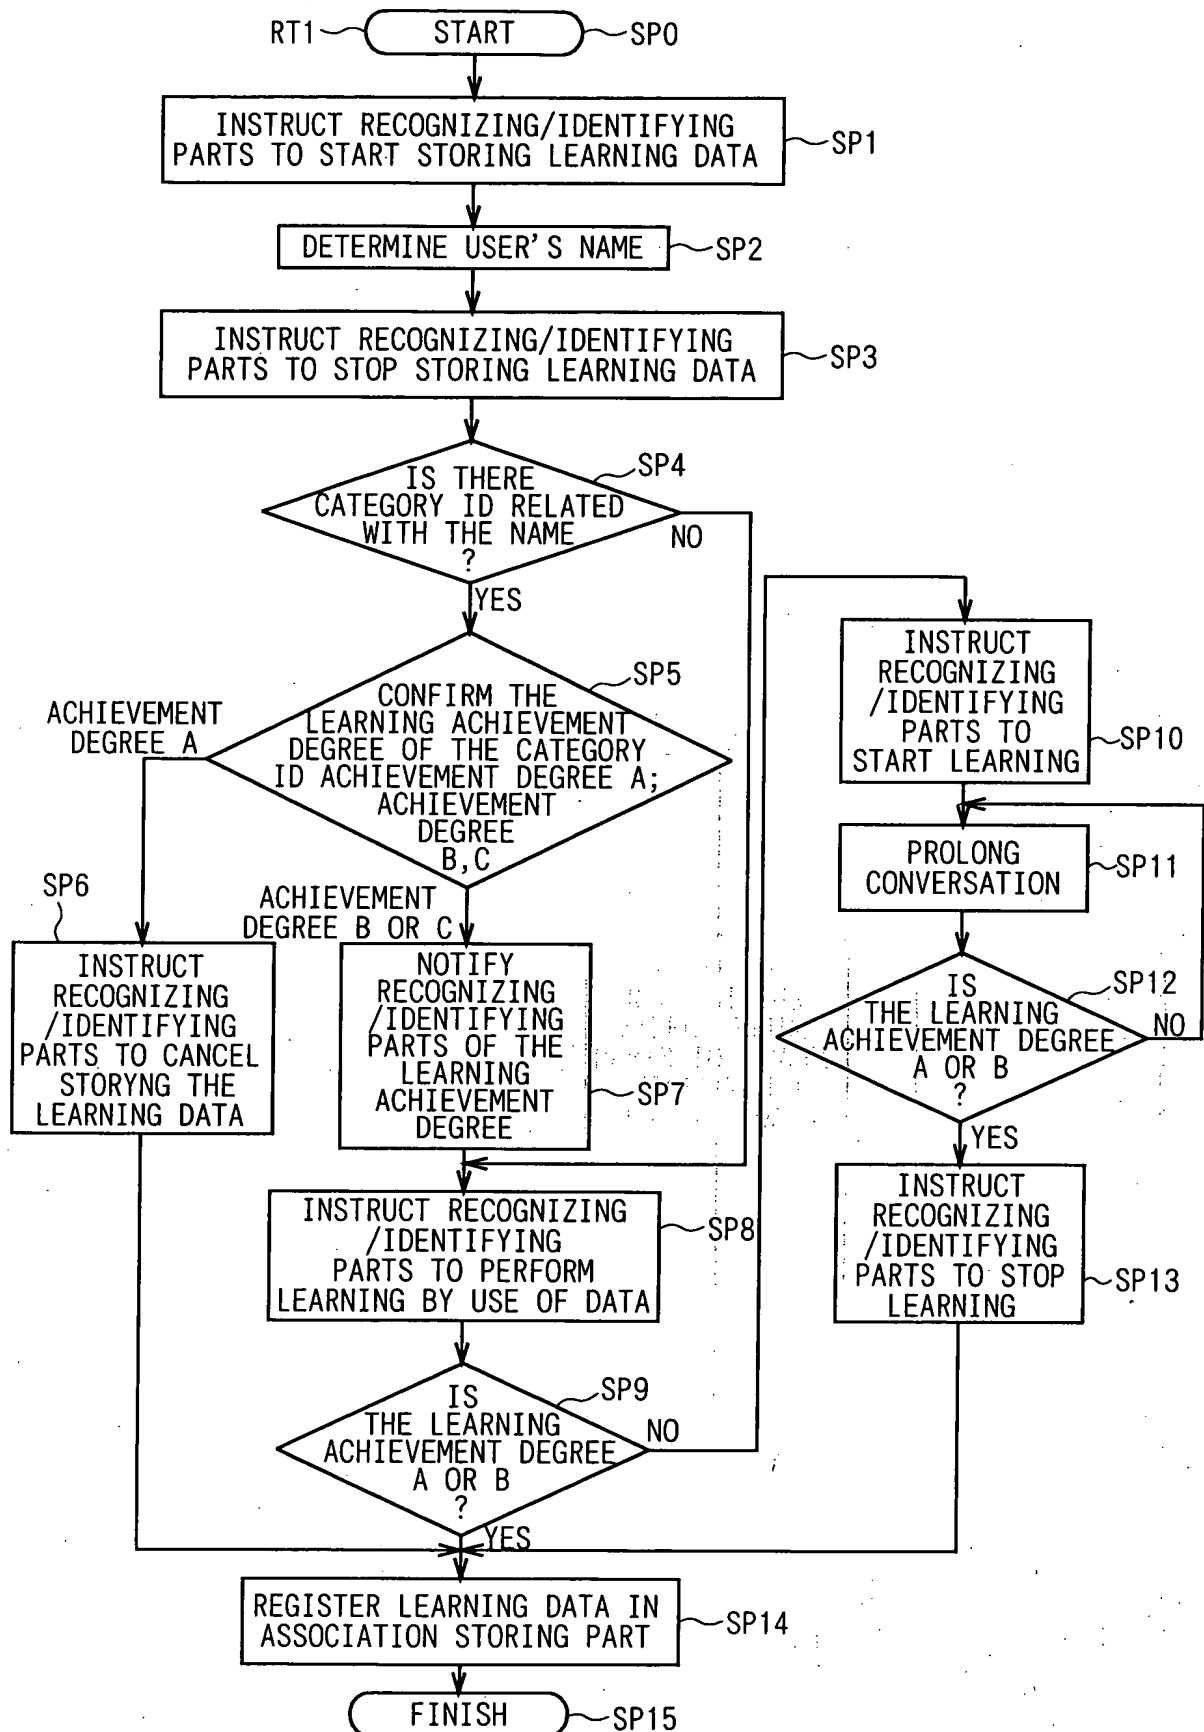 RT1
START
SP0
INSTRUCT RECOGNIZING/IDENTIFYING
PARTS TO START STORING LEARNING DATA
SP1
DETERMINE USER'S NAME
SP2
INSTRUCT RECOGNIZING/IDENTIFYING
PARTS TO STOP STORING LEARNING DATA
SP3
IS THERE
CATEGORY ID RELATED
WITH THE NAME
?
SP4
NO
YES
CONFIRM THE
LEARNING ACHIEVEMENT
DEGREE OF THE CATEGORY
ID ACHIEVEMENT DEGREE A;
ACHIEVEMENT
DEGREE
B,C
SP5
ACHIEVEMENT
DEGREE A
ACHIEVEMENT
DEGREE B OR C
SP6
INSTRUCT
RECOGNIZING
/IDENTIFYING
PARTS TO CANCEL
STORYNG THE
LEARNING DATA
NOTIFY
RECOGNIZING
/IDENTIFYING
PARTS OF THE
LEARNING
ACHIEVEMENT
DEGREE
SP7
INSTRUCT RECOGNIZING
/IDENTIFYING
PARTS TO PERFORM
LEARNING BY USE OF DATA
SP8
IS
THE LEARNING
ACHIEVEMENT DEGREE
A OR B
?
SP9
NO
YES
INSTRUCT
RECOGNIZING
/IDENTIFYING
PARTS TO
START LEARNING
SP10
PROLONG
CONVERSATION
SP11
IS
THE LEARNING
ACHIEVEMENT DEGREE
A OR B
?
SP12
NO
YES
INSTRUCT
RECOGNIZING
/IDENTIFYING
PARTS TO STOP
LEARNING
SP13
REGISTER LEARNING DATA IN
ASSOCIATION STORING PART
SP14
FINISH
SP15